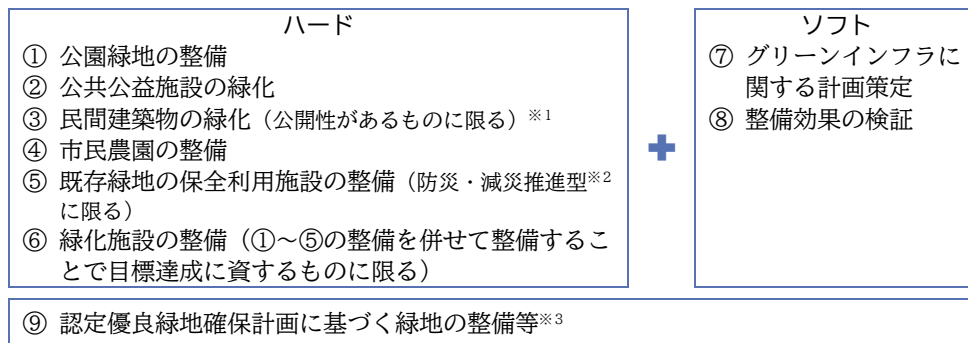 ハード
① 公園緑地の整備
② 公共公益施設の緑化
③ 民間建築物の緑化（公開性があるものに限る）※1
④ 市民農園の整備
⑤ 既存緑地の保全利用施設の整備（防災・減災推進型※2
に限る）
⑥ 緑化施設の整備（①～⑤の整備を併せて整備するこ
とで目標達成に資するものに限る）
ソフト
⑦ グリーンインフラに
関する計画策定
⑧ 整備効果の検証
⑨ 認定優良緑地確保計画に基づく緑地の整備等※3